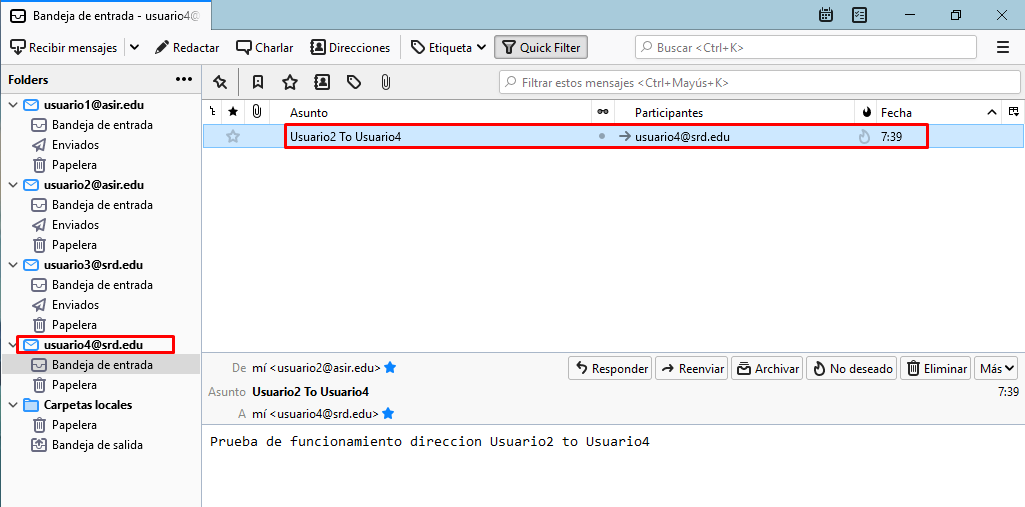 Bandeja de entrada - usuario4@
Recibir mensajes Redactar Charlar Direcciones Etiqueta Quick Filter Buscar <Ctrl+K>
Folders
Filtrar estos mensajes <Ctrl+Mayús+K>
usuario1@asir.edu
Bandeja de entrada
Enviados
Papelera
usuario2@asir.edu
Bandeja de entrada
Enviados
Papelera
usuario3@srd.edu
Bandeja de entrada
Enviados
Papelera
usuario4@srd.edu
Bandeja de entrada
Papelera
Carpetas locales
Papelera
Bandeja de salida
Asunto Participantes Fecha
Usuario2 To Usuario4 usuario4@srd.edu 7:39
De mí <usuario2@asir.edu> Responder Reenviar Archivar No deseado Eliminar Más
Asunto Usuario2 To Usuario4 7:39
A mí <usuario4@srd.edu>
Prueba de funcionamiento direccion Usuario2 to Usuario4